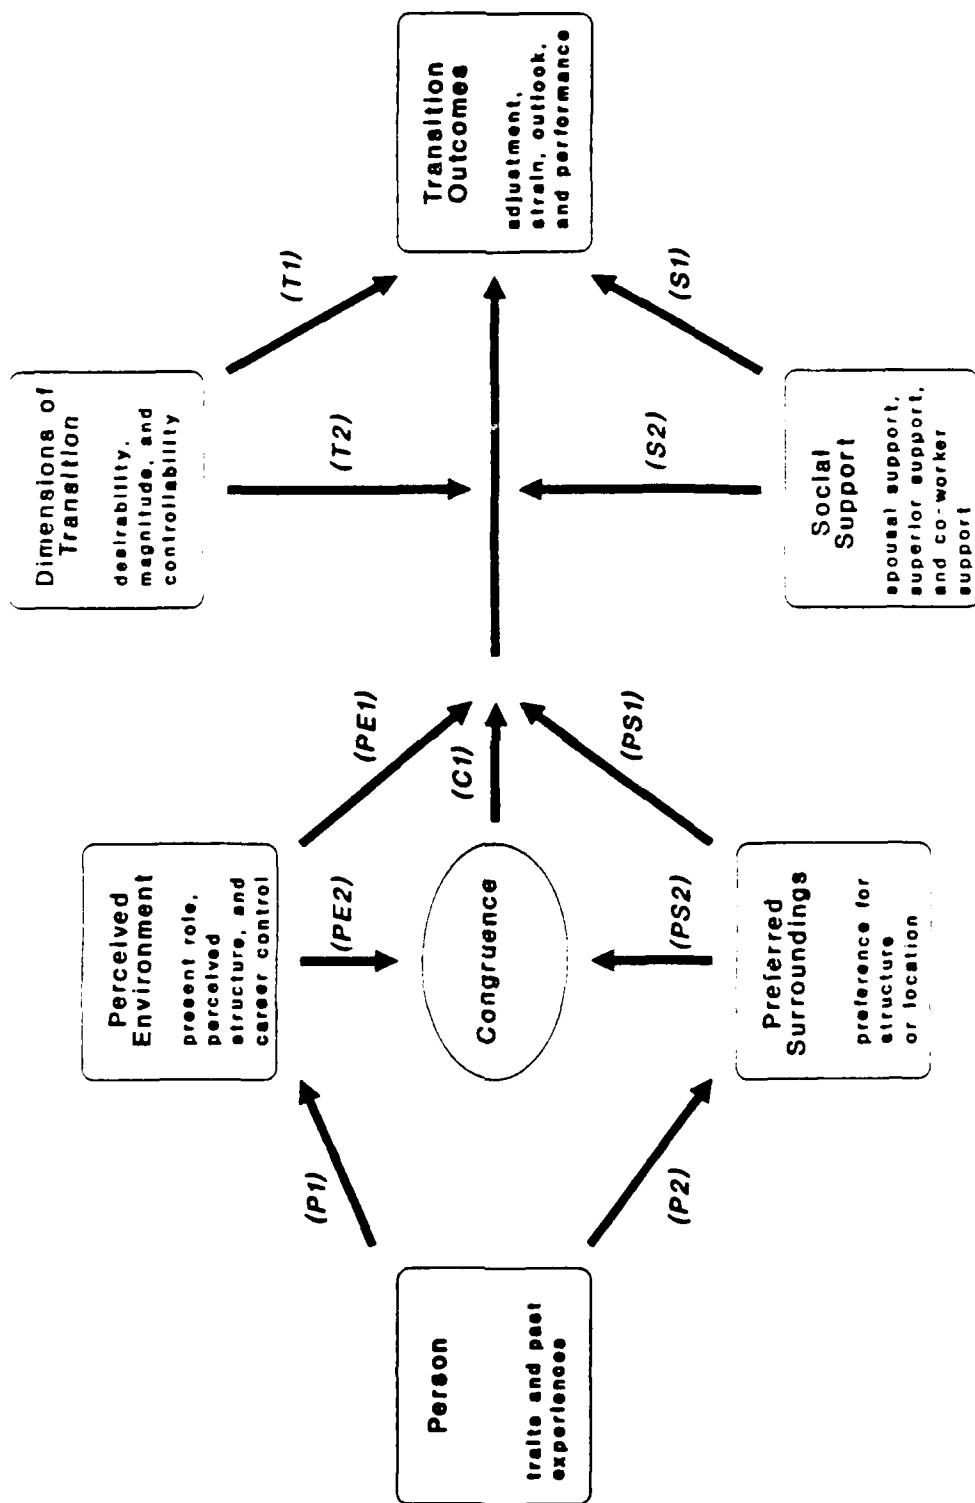 Person
traits and past
experiences
(P1)
(P2)
Perceived
Environment
present role,
perceived
structure, and
career control
(PE2)
(PE1)
Congruence
(C1)
(PS2)
(PS1)
Preferred
Surroundings
preference for
structure
or location
Dimensions of
Transition
desirability,
magnitude, and
controllability
(T2)
(T1)
Social
Support
spousal support,
superior support,
and co-worker
support
(S2)
(S1)
Transition
Outcomes
adjustment,
strain, outlook,
and performance